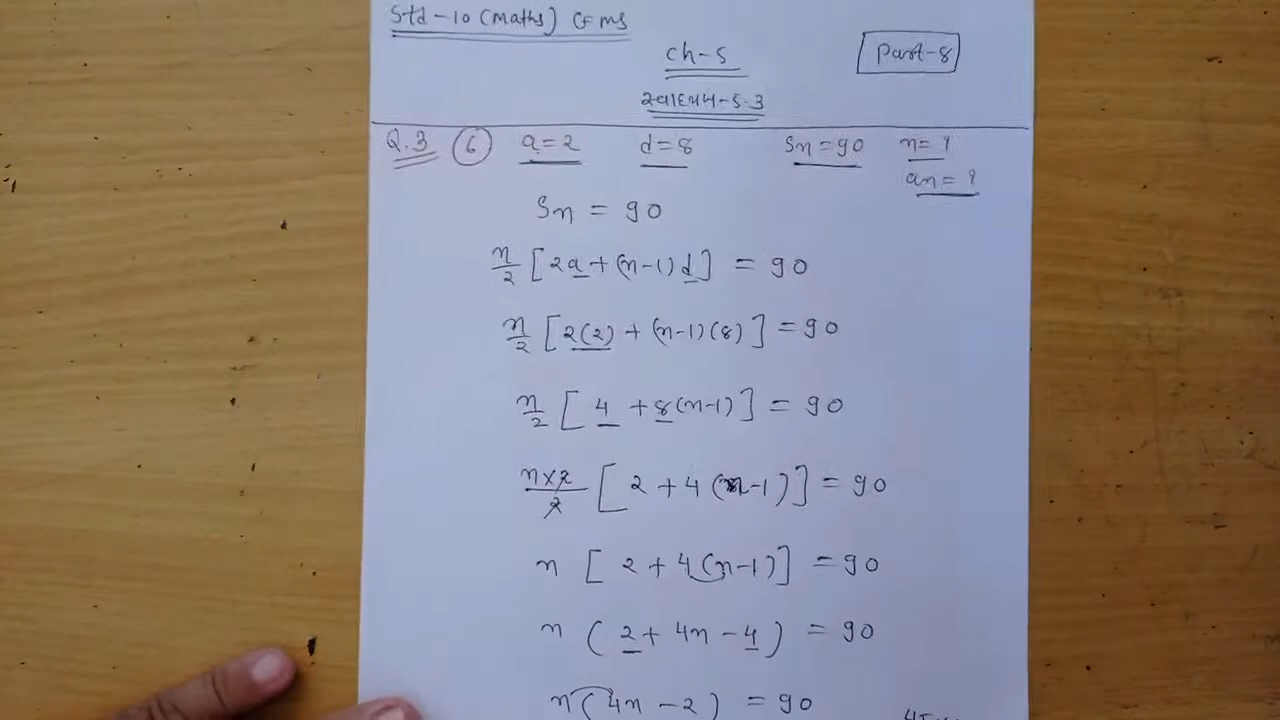 Std-10 (Maths) GMS
Ch-5
Part-8
સ્વાધ્યાય-5.3
Q.3 (6) a=2 d=8 Sn=90 n=?
an=?
Sn = 90
n/2 [2a+(n-1)d] = 90
n/2 [2(2)+(n-1)(8)] = 90
n/2 [4 +8(n-1)] = 90
n×2/2 [2+4(n-1)] = 90
n [2+4(n-1)] = 90
n (2+4n-4) = 90
n(4n-2) = 90